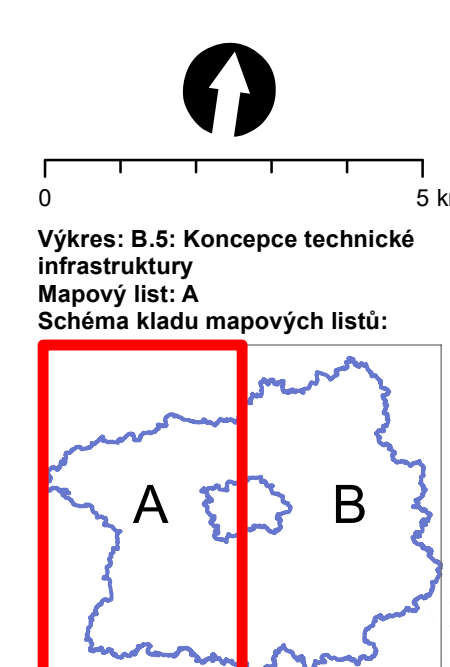 0 5 k
Výkres: B.5: Koncepce technické
infrastruktury
Mapový list: A
Schéma kladu mapových listů:
A B